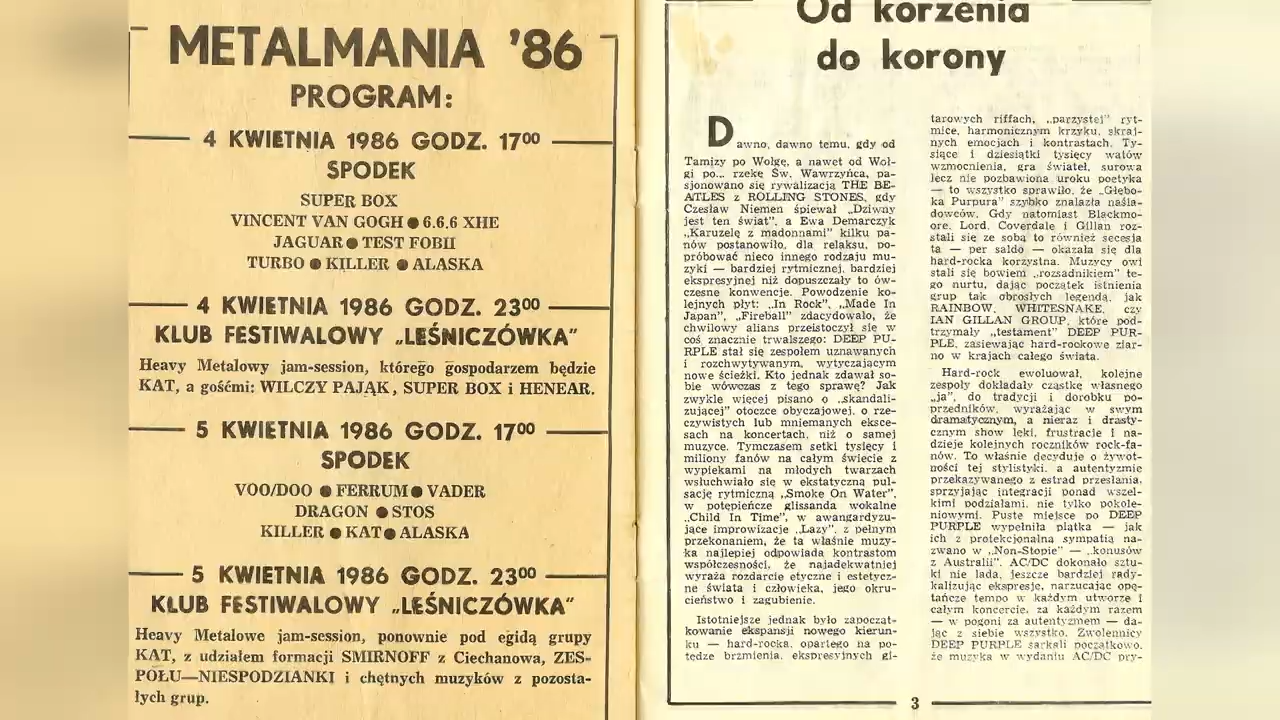 METALMANIA '86
PROGRAM:
4 KWIETNIA 1986 GODZ. 17⁰⁰
SPODEK
SUPER BOX
VINCENT VAN GOGH ● 6.6.6 XHE
JAGUAR ● TEST FOBII
TURBO ● KILLER ● ALASKA
4 KWIETNIA 1986 GODZ. 23⁰⁰
KLUB FESTIWALOWY „LEŚNICZÓWKA"
Heavy Metalowy jam-session, którego gospodarzem będzie
KAT, a gośćmi: WILCZY PAJĄK, SUPER BOX i HENEAR.
5 KWIETNIA 1986 GODZ. 17⁰⁰
SPODEK
VOO/DOO ● FERRUM ● VADER
DRAGON ● STOS
KILLER ● KAT ● ALASKA
5 KWIETNIA 1986 GODZ. 23⁰⁰
KLUB FESTIWALOWY „LEŚNICZÓWKA"
Heavy Metalowe jam-session, ponownie pod egidą grupy
KAT, z udziałem formacji SMIRNOFF z Ciechanowa, ZES-
POŁU—NIESPODZIANKI i chętnych muzyków z pozosta-
łych grup.
Od korzenia
do korony
Dawno, dawno temu, gdy od
Tamizy po Wołgę, a nawet od Woł-
gi po... rzekę Św. Wawrzyńca, pa-
sjonowano się rywalizacją THE BE-
ATLES z ROLLING STONES, gdy
Czesław Niemen śpiewał „Dziwny
jest ten świat", a Ewa Demarczyk
„Karuzelę z madonnami" kilku pa-
nów postanowiło, dla relaksu, po-
próbować nieco innego rodzaju mu-
zyki — bardziej rytmicznej, bardziej
ekspresyjnej niż dopuszczały to ów-
czesne konwencje. Powodzenie ko-
lejnych płyt: „In Rock", „Made In
Japan", „Fireball" zdacydowało, że
chwilowy alians przeistoczył się w
coś znacznie trwalszego: DEEP PU-
RPLE stał się zespołem uznawanych
i rozchwytywanym, wytyczającym
nowe ścieżki. Kto jednak zdawał so-
bie wówczas z tego sprawę? Jak
zwykle więcej pisano o „skandali-
zującej" otoczce obyczajowej, o rze-
czywistych lub mniemanych eksce-
sach na koncertach, niż o samej
muzyce. Tymczasem setki tysięcy i
miliony fanów na całym świecie z
wypiekami na młodych twarzach
wsłuchiwało się w ekstatyczną pul-
sację rytmiczną „Smoke On Water",
w potępieńcze glissanda wokalne
„Child In Time", w awangardyzu-
jące improwizacje „Lazy", z pełnym
przekonaniem, że ta właśnie muzy-
ka najlepiej odpowiada kontrastom
współczesności, że najadekwatniej
wyraża rozdarcie etyczne i estetycz-
ne świata i człowieka, jego okru-
cieństwo i zagubienie.
Istotniejsze jednak było zapocząt-
kowanie ekspansji nowego kierun-
ku — hard-rocka, opartego na po-
tędze brzmienia, ekspresyjnych gi-
tarowych riffach, „parzystej" ryt-
mice, harmonicznym krzyku, skraj-
nych emocjach i kontrastach. Ty-
siące i dziesiątki tysięcy watów
wzmocnienia, gra świateł, surowa
lecz nie pozbawiona uroku poetyka
— to wszystko sprawiło, że „Głębo-
ka Purpura" szybko znalazła naśla-
dowców. Gdy natomiast Blackmo-
ore, Lord, Coverdale i Gillan roz-
stali się ze sobą to również secesja
ta — per saldo — okazała się dla
hard-rocka korzystna. Muzycy owi
stali się bowiem „rozsadnikiem" te-
go nurtu, dając początek istnienia
grup tak obrosłych legendą, jak
RAINBOW, WHITESNAKE, czy
IAN GILLAN GROUP, które pod-
trzymały „testament" DEEP PUR-
PLE, zasiewając hard-rockowe ziar-
no w krajach całego świata.
Hard-rock ewoluował, kolejne
zespoły dokładały cząstkę własnego
„ja", do tradycji i dorobku po-
przedników, wyrażając w swym
dramatycznym, a nieraz i drasty-
cznym show lęki, frustracje i na-
dzieje kolejnych roczników rock-fa-
nów. To właśnie decyduje o żywot-
ności tej stylistyki, a autentyzmie
przekazywanego z estrad przesłania,
sprzyjając integracji ponad wszel-
kimi podziałami, nie tylko pokole-
niowymi. Puste miejsce po DEEP
PURPLE wypełniła piątka — jak
ich z protekcjonalną sympatią na-
zwano w „Non-Stopie" — „konusów
z Australii". AC/DC dokonało sztu-
ki nie lada, jeszcze bardziej rady-
kalizując ekspresję, narzucając opę-
tańcze tempo w każdym utworze i
całym koncercie, za każdym razem
— w pogoni za autentyzmem — da-
jąc z siebie wszystko. Zwolennicy
DEEP PURPLE sarkali początkowo,
że muzyka w wydaniu AC/DC pry-
3